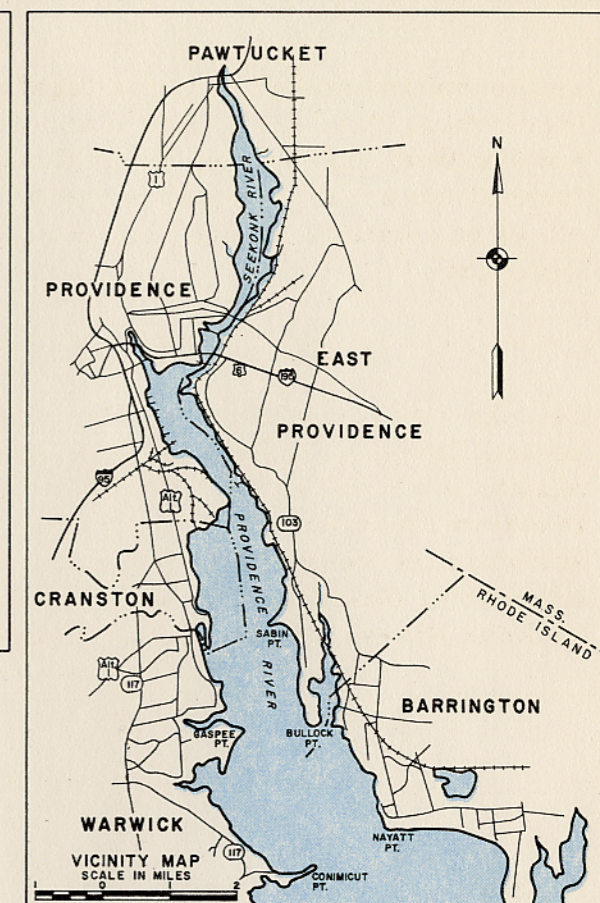 PAWTUCKET
N
1
SEEKONK RIVER
PROVIDENCE
EAST
PROVIDENCE
6
195
95
Alt.
1
103
PROVIDENCE RIVER
MASS.
RHODE ISLAND
CRANSTON
SABIN
PT.
Alt.
1
117
BARRINGTON
GASPEE
PT.
BULLOCK
PT.
WARWICK
NAYATT
PT.
117
VICINITY MAP
SCALE IN MILES
1 0 1 2
CONIMICUT
PT.